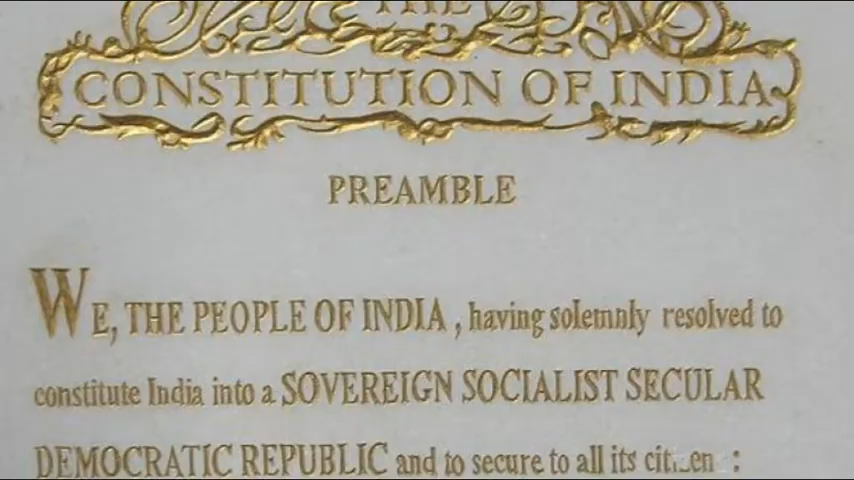 THE
CONSTITUTION OF INDIA
PREAMBLE
WE, THE PEOPLE OF INDIA , having solemnly resolved to
constitute India into a SOVEREIGN SOCIALIST SECULAR
DEMOCRATIC REPUBLIC and to secure to all its :